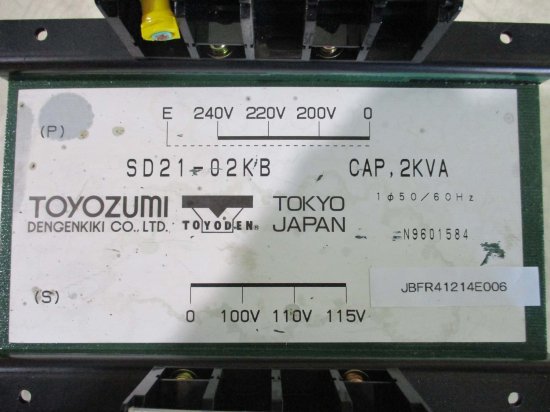 E 240V 220V 200V 0
(P)
SD21-02KB CAP. 2KVA
1φ50/60Hz
TOYOZUMI
DENGENKIKI CO., LTD.
TOYODEN®
TOKYO
JAPAN
N9601584
JBFR41214E006
(S)
0 100V 110V 115V